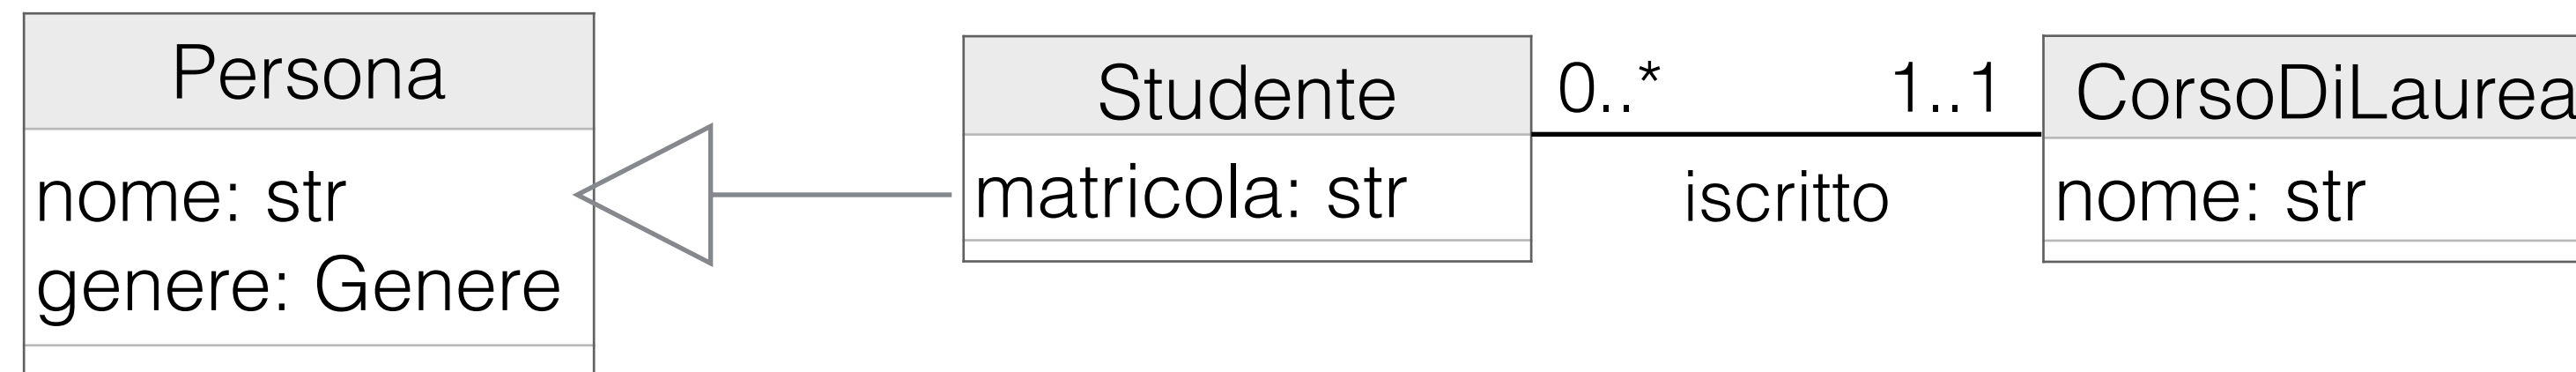 Persona
nome: str
genere: Genere
Studente
matricola: str
0..*
1..1
iscritto
CorsoDiLaurea
nome: str